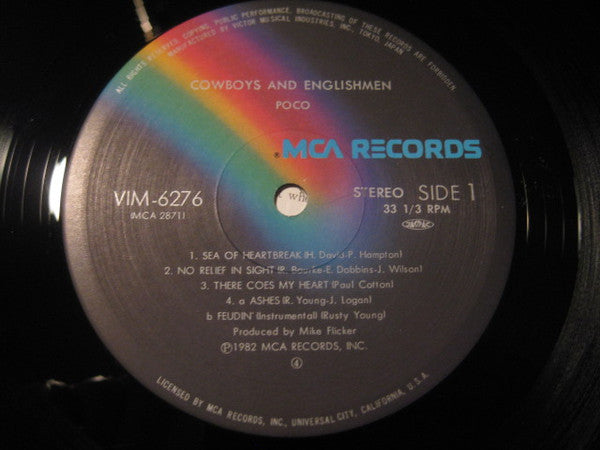 ALL RIGHTS RESERVED. COPYING, PUBLIC PERFORMANCE, BROADCASTING OF THESE RECORDS ARE FORBIDDEN
MANUFACTURED BY VICTOR MUSICAL INDUSTRIES, INC. TOKYO, JAPAN
COWBOYS AND ENGLISHMEN
POCO
® MCA RECORDS
VIM-6276
(MCA 2871)
STEREO SIDE 1
33 1/3 RPM
1. SEA OF HEARTBREAK(H. David-P. Hampton)
2. NO RELIEF IN SIGHT(R. Bourke-E. Dobbins-J. Wilson)
3. THERE COES MY HEART(Paul Cotton)
4. a ASHES(R. Young-J. Logan)
b FEUDIN' (Instrumental)(Rusty Young)
Produced by Mike Flicker
Ⓟ1982 MCA RECORDS, INC.
④
LICENSED BY MCA RECORDS, INC., UNIVERSAL CITY, CALIFORNIA, U.S.A.